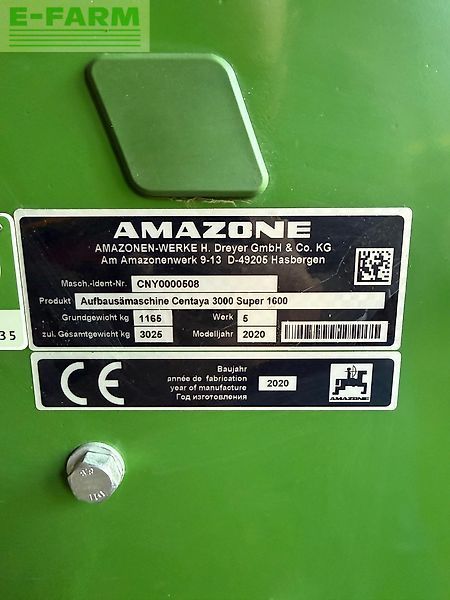 E-FARM
AMAZONE
AMAZONEN-WERKE H. Dreyer GmbH & Co. KG
Am Amazonenwerk 9-13 D-49205 Hasbergen
Masch.-ident-Nr. CNY0000508
Produkt Aufbausämaschine Centaya 3000 Super 1600
Grundgewicht kg 1165 Werk 5
zul. Gesamtgewicht kg 3025 Modelljahr 2020
35
CE
Baujahr
année de fabrication
year of manufacture
Год изготовления
2020
AMAZONE